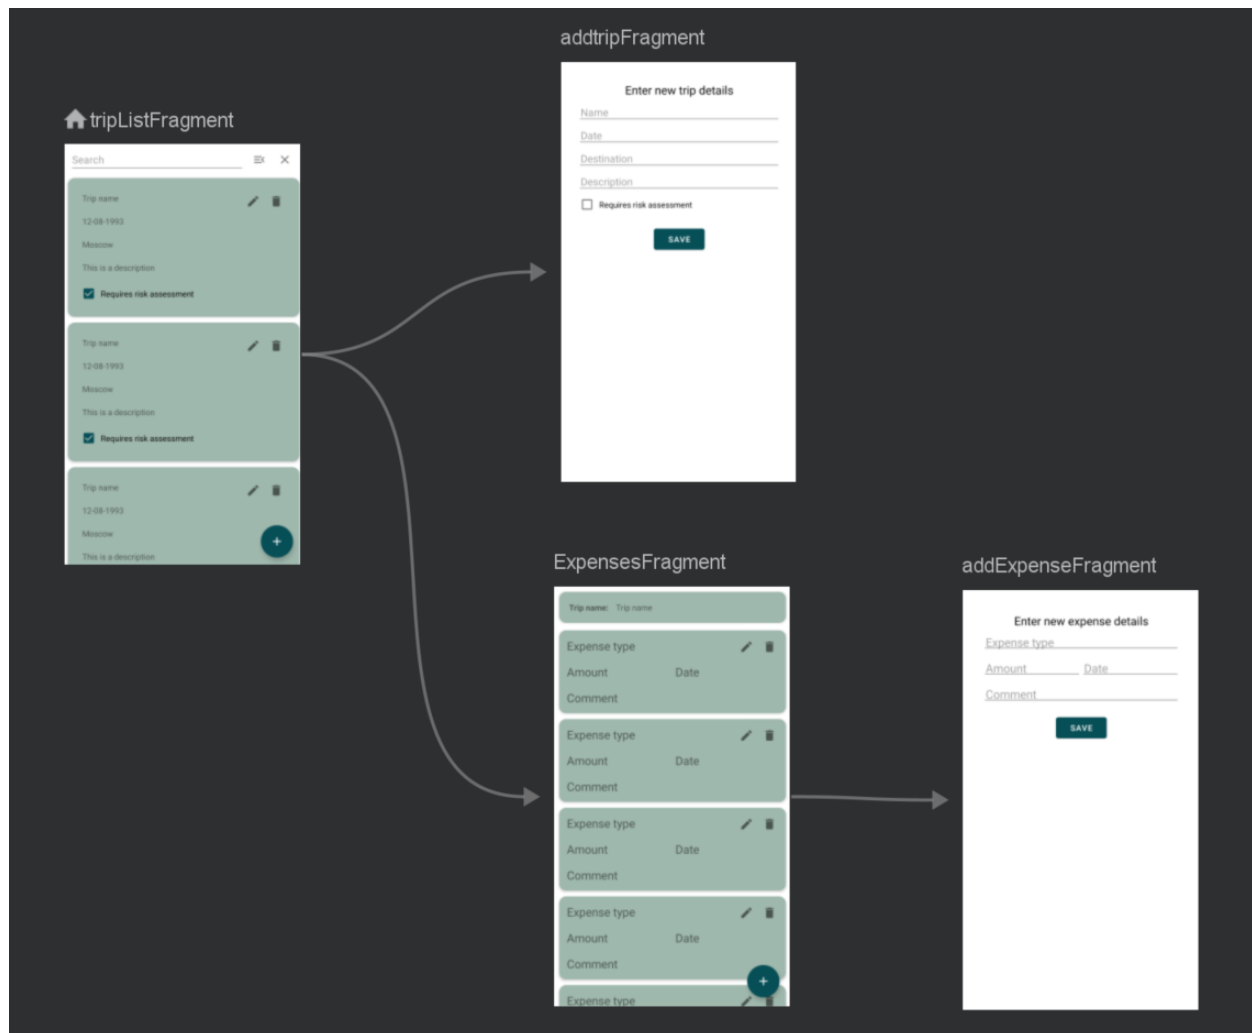 addtripFragment
Enter new trip details
Name
Date
Destination
Description
Requires risk assessment
SAVE
tripListFragment
Search
Trip name
12-08-1993
Moscow
This is a description
Requires risk assessment
Trip name
12-08-1993
Moscow
This is a description
Requires risk assessment
Trip name
12-08-1993
Moscow
This is a description
ExpensesFragment
Trip name: Trip name
Expense type
Amount Date
Comment
Expense type
Amount Date
Comment
Expense type
Amount Date
Comment
Expense type
Amount Date
Comment
Expense type
addExpenseFragment
Enter new expense details
Expense type
Amount Date
Comment
SAVE